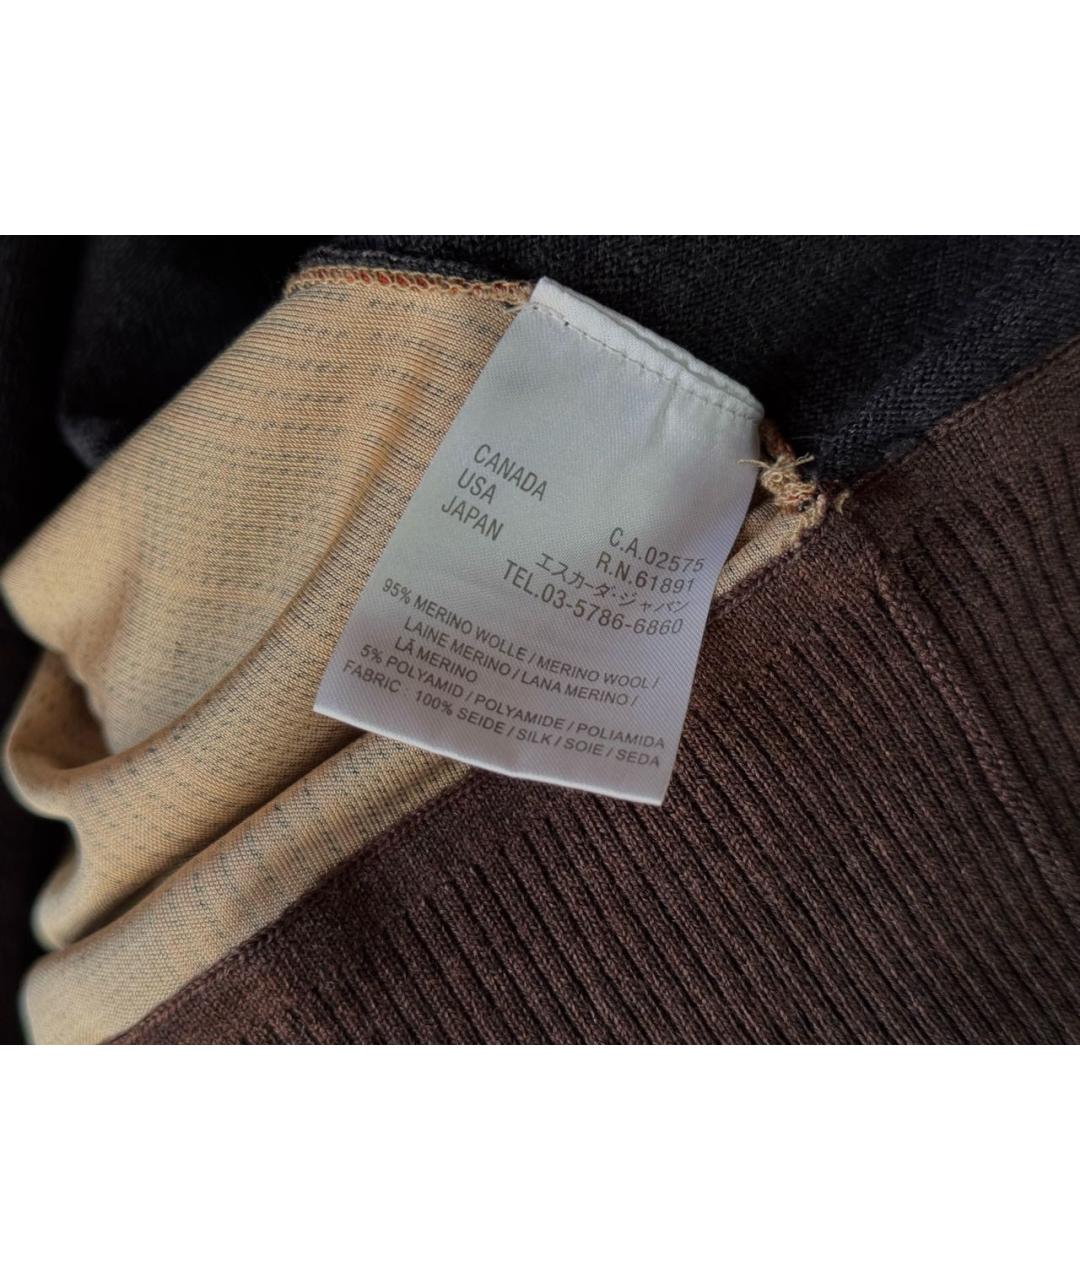 CANADA
USA
JAPAN
C.A.02575
R.N.61891
エスカーダ・ジャパン
TEL.03-5786-6860
95% MERINO WOLLE / MERINO WOOL /
LAINE MERINO / LANA MERINO /
LÃ MERINO
5% POLYAMID / POLYAMIDE / POLIAMIDA
FABRIC 100% SEIDE / SILK / SOIE / SEDA